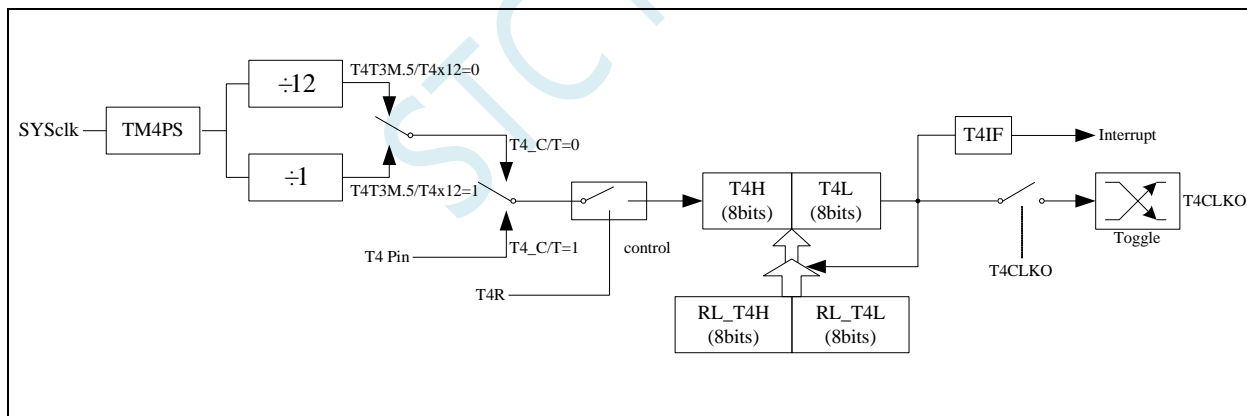 ÷12
T4T3M.5/T4x12=0
SYSclk
TM4PS
÷1
T4T3M.5/T4x12=1
T4_C/T=0
T4_C/T=1
T4 Pin
T4R
control
T4H
(8bits)
T4L
(8bits)
T4IF
Interrupt
T4CLKO
Toggle
T4CLKO
RL_T4H
(8bits)
RL_T4L
(8bits)